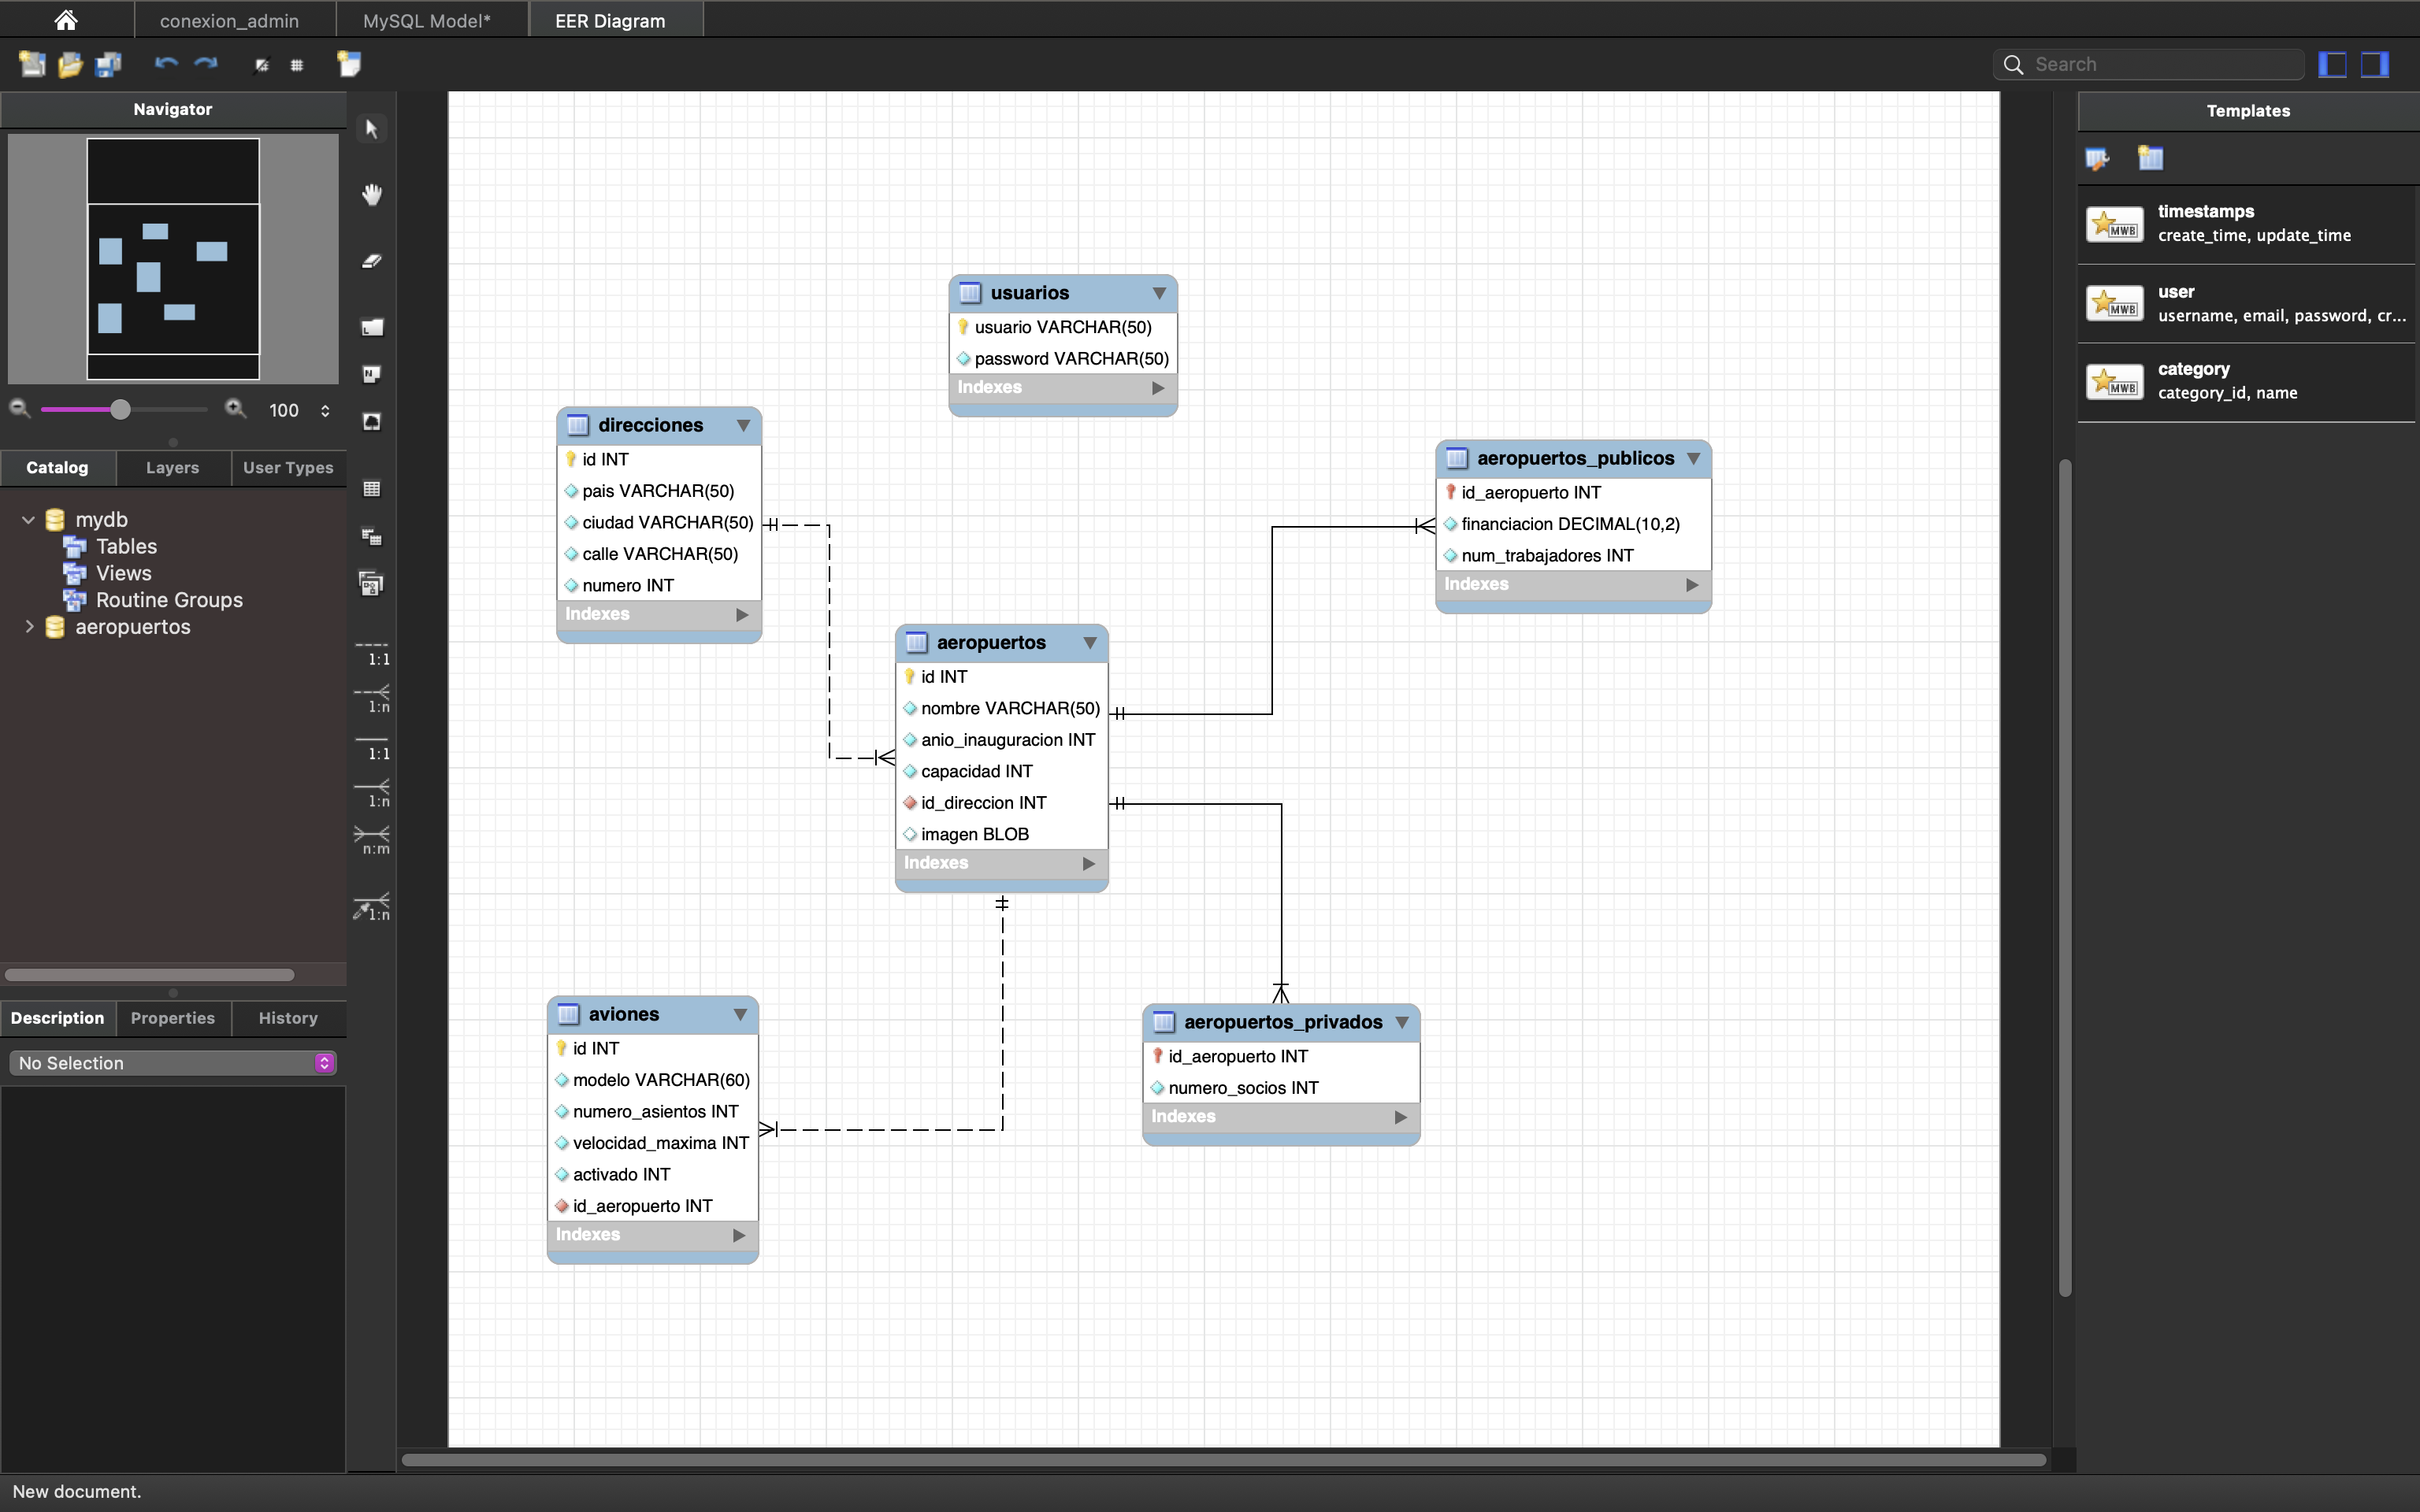 conexion_admin
MySQL Model*
EER Diagram
Search
Navigator
100
Catalog
Layers
User Types
mydb
Tables
Views
Routine Groups
aeropuertos
Description
Properties
History
No Selection
1:1
1:n
1:1
1:n
n:m
1:n
usuarios
usuario VARCHAR(50)
password VARCHAR(50)
Indexes
direcciones
id INT
pais VARCHAR(50)
ciudad VARCHAR(50)
calle VARCHAR(50)
numero INT
Indexes
aeropuertos_publicos
id_aeropuerto INT
financiacion DECIMAL(10,2)
num_trabajadores INT
Indexes
aeropuertos
id INT
nombre VARCHAR(50)
anio_inauguracion INT
capacidad INT
id_direccion INT
imagen BLOB
Indexes
aviones
id INT
modelo VARCHAR(60)
numero_asientos INT
velocidad_maxima INT
activado INT
id_aeropuerto INT
Indexes
aeropuertos_privados
id_aeropuerto INT
numero_socios INT
Indexes
Templates
MWB
timestamps
create_time, update_time
MWB
user
username, email, password, cr...
MWB
category
category_id, name
New document.